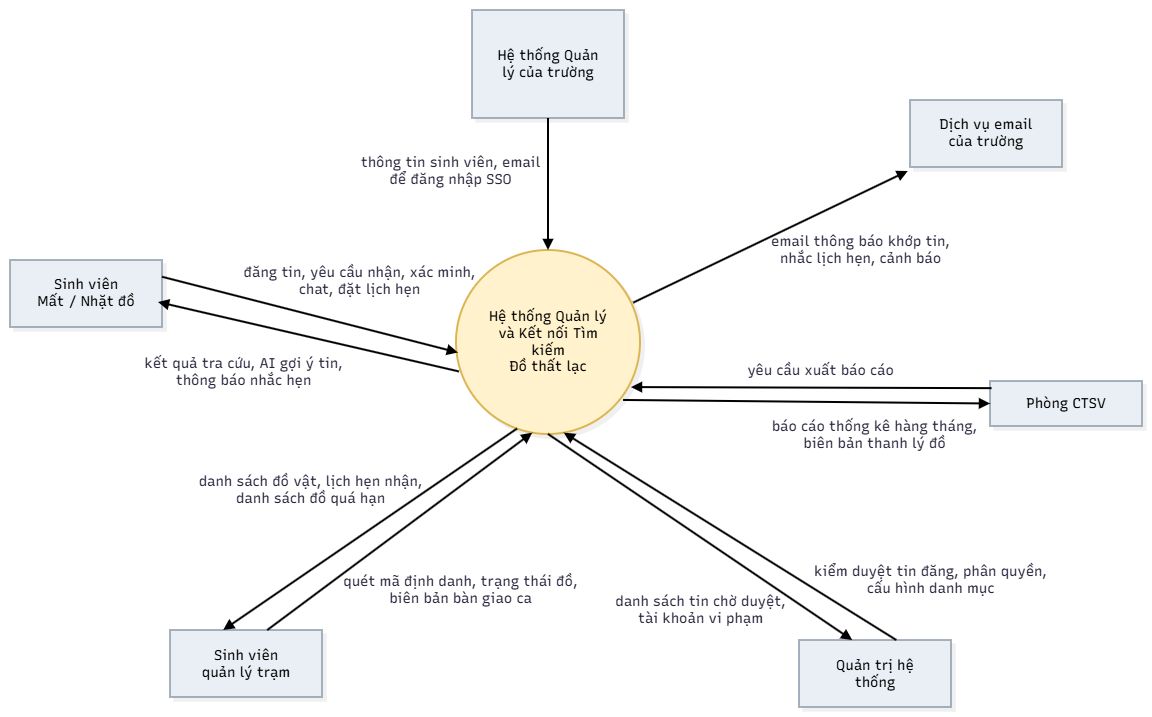 Hệ thống Quản
lý của trường
Dịch vụ email
của trường
thông tin sinh viên, email
để đăng nhập SSO
email thông báo khớp tin,
nhắc lịch hẹn, cảnh báo
Sinh viên
Mất / Nhặt đồ
đăng tin, yêu cầu nhận, xác minh,
chat, đặt lịch hẹn
Hệ thống Quản lý
và Kết nối Tìm
kiếm
Đồ thất lạc
kết quả tra cứu, AI gợi ý tin,
thông báo nhắc hẹn
yêu cầu xuất báo cáo
Phòng CTSV
báo cáo thống kê hàng tháng,
biên bản thanh lý đồ
danh sách đồ vật, lịch hẹn nhận,
danh sách đồ quá hạn
quét mã định danh, trạng thái đồ,
biên bản bàn giao ca
kiểm duyệt tin đăng, phân quyền,
cấu hình danh mục
danh sách tin chờ duyệt,
tài khoản vi phạm
Sinh viên
quản lý trạm
Quản trị hệ
thống